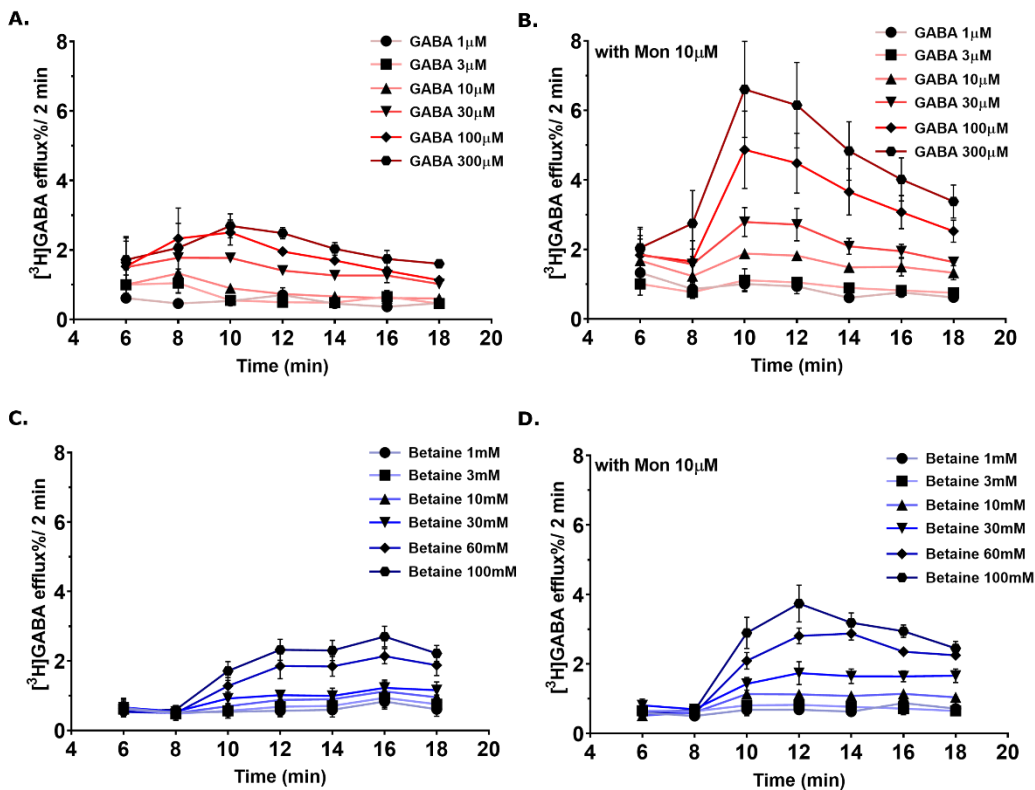 A.
[³H]GABA efflux%/ 2 min
8
6
4
2
0
4 6 8 10 12 14 16 18 20
Time (min)
GABA 1μM
GABA 3μM
GABA 10μM
GABA 30μM
GABA 100μM
GABA 300μM
B.
with Mon 10μM
[³H]GABA efflux%/ 2 min
8
6
4
2
0
4 6 8 10 12 14 16 18 20
Time (min)
GABA 1μM
GABA 3μM
GABA 10μM
GABA 30μM
GABA 100μM
GABA 300μM
C.
[³H]GABA efflux%/ 2 min
8
6
4
2
0
4 6 8 10 12 14 16 18 20
Time (min)
Betaine 1mM
Betaine 3mM
Betaine 10mM
Betaine 30mM
Betaine 60mM
Betaine 100mM
D.
with Mon 10μM
[³H]GABA efflux%/ 2 min
8
6
4
2
0
4 6 8 10 12 14 16 18 20
Time (min)
Betaine 1mM
Betaine 3mM
Betaine 10mM
Betaine 30mM
Betaine 60mM
Betaine 100mM